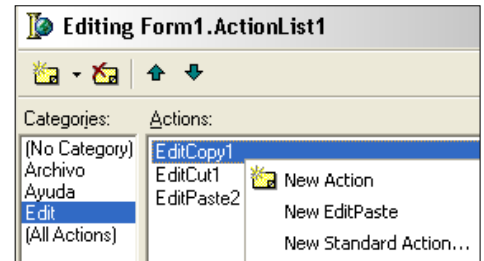 Editing Form1.ActionList1
Categories:
Actions:
(No Category)
Archivo
Ayuda
Edit
(All Actions)
EditCopy1
EditCut1
EditPaste2
New Action
New EditPaste
New Standard Action...